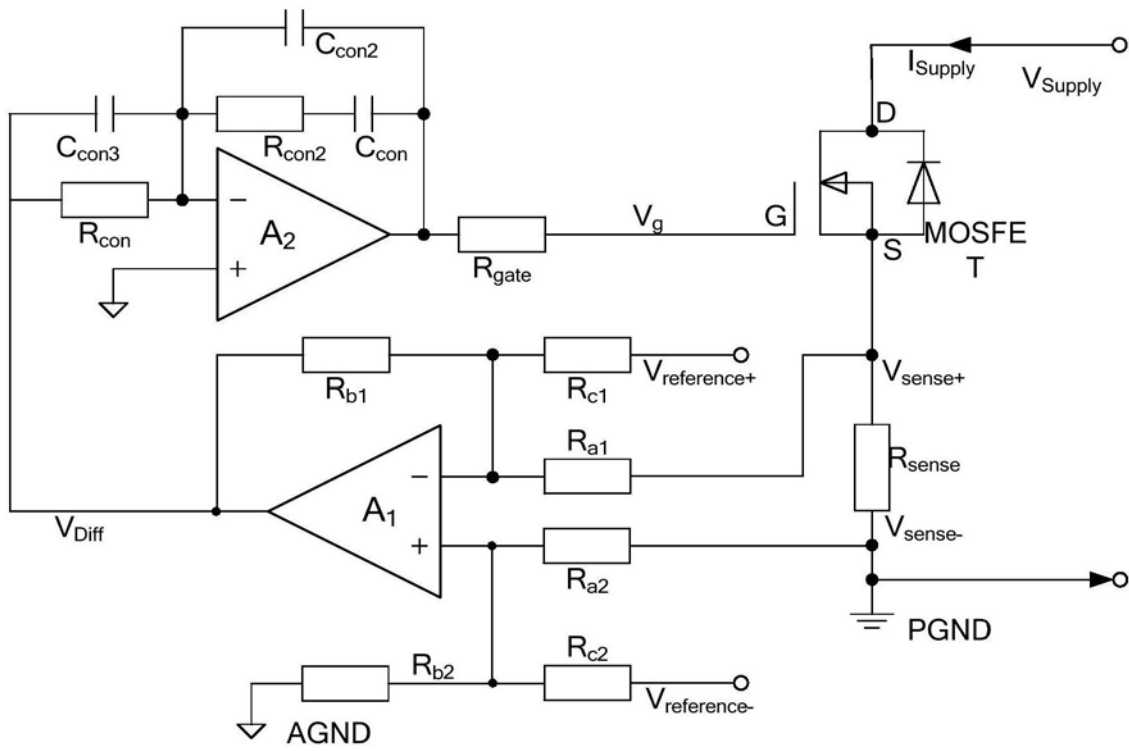 C_con2
I_Supply
V_Supply
D
C_con3
R_con2
C_con
R_con
−
A_2
+
V_g
G
R_gate
S
MOSFE
T
R_b1
R_c1
V_reference+
V_sense+
R_a1
−
R_sense
A_1
V_Diff
+
V_sense-
R_a2
PGND
R_b2
R_c2
V_reference-
AGND